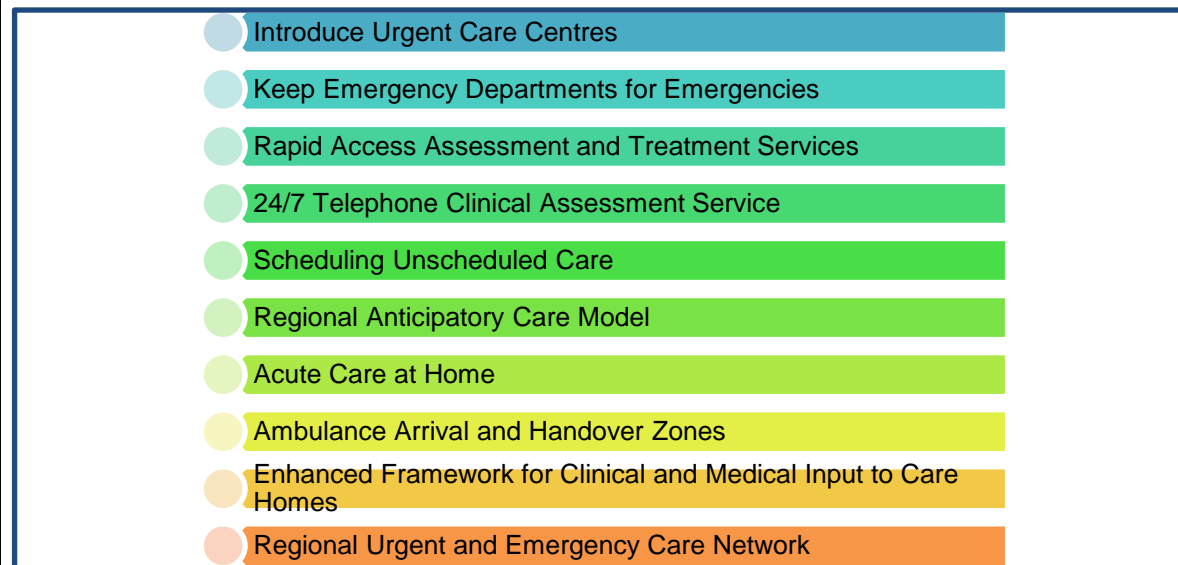 Introduce Urgent Care Centres
Keep Emergency Departments for Emergencies
Rapid Access Assessment and Treatment Services
24/7 Telephone Clinical Assessment Service
Scheduling Unscheduled Care
Regional Anticipatory Care Model
Acute Care at Home
Ambulance Arrival and Handover Zones
Enhanced Framework for Clinical and Medical Input to Care
Homes
Regional Urgent and Emergency Care Network